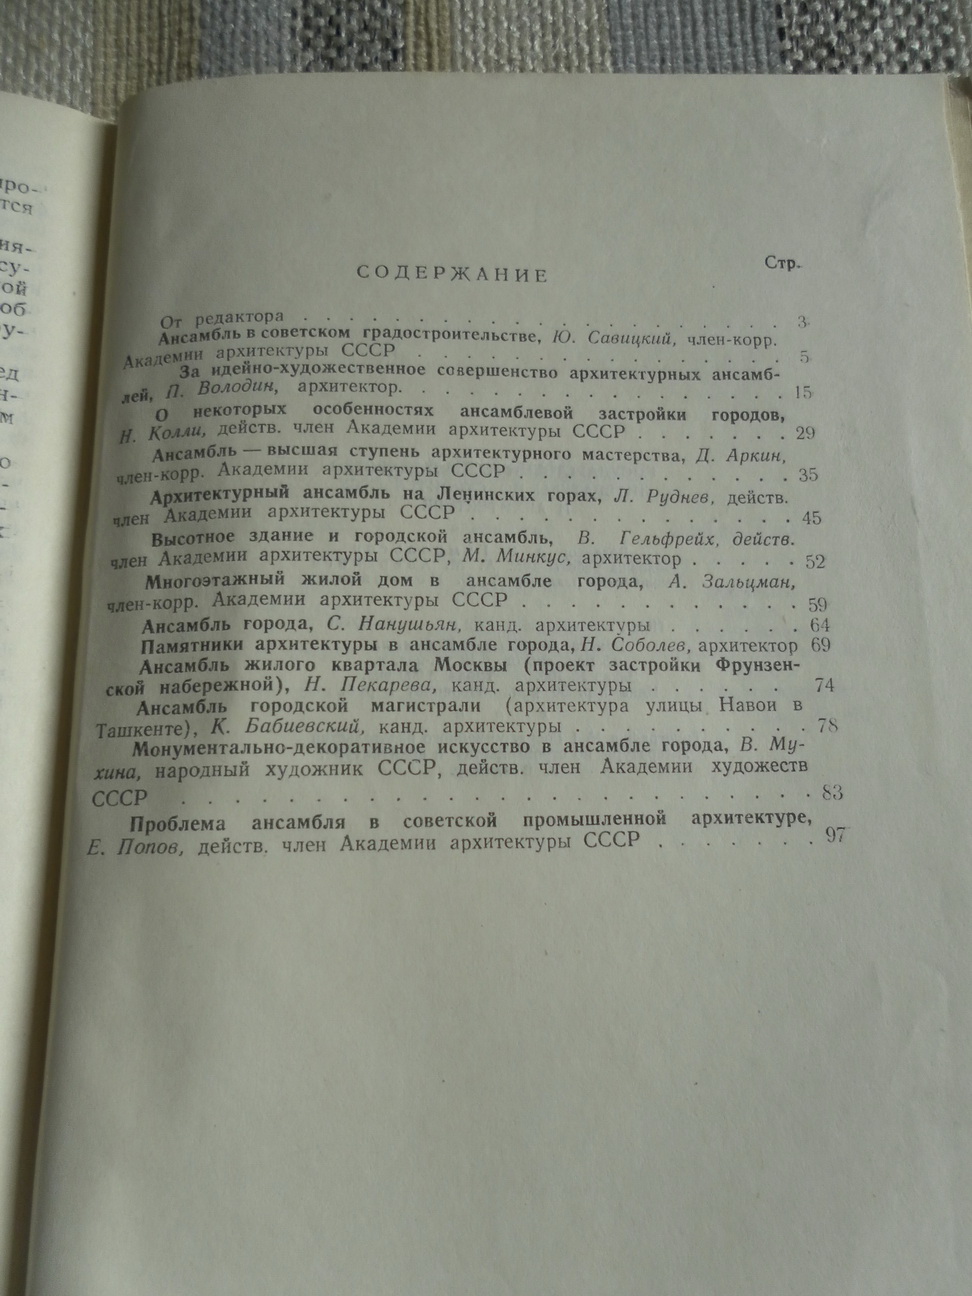 про-
тся
ия-
су-
ой
об
у-
ед
н-
м
о
СОДЕРЖАНИЕ
Стр.
От редактора . . . . . . . . . . . . . . . . . . 3
Ансамбль в советском градостроительстве, Ю. Савицкий, член-корр.
Академии архитектуры СССР . . . . . . . . . . . . . . 5
За идейно-художественное совершенство архитектурных ансамб-
лей, П. Володин, архитектор. . . . . . . . . . . . . . . 15
О некоторых особенностях ансамблевой застройки городов,
Н. Колли, действ. член Академии архитектуры СССР . . . . . . . 29
Ансамбль — высшая ступень архитектурного мастерства, Д. Аркин,
член-корр. Академии архитектуры СССР . . . . . . . . . . . 35
Архитектурный ансамбль на Ленинских горах, Л. Руднев, действ.
член Академии архитектуры СССР . . . . . . . . . . . . . 45
Высотное здание и городской ансамбль, В. Гельфрейх, действ.
член Академии архитектуры СССР, М. Минкус, архитектор . . . . . 52
Многоэтажный жилой дом в ансамбле города, А. Зальцман,
член-корр. Академии архитектуры СССР . . . . . . . . . . . 59
Ансамбль города, С. Нанушьян, канд. архитектуры . . . . . . 64
Памятники архитектуры в ансамбле города, Н. Соболев, архитектор 69
Ансамбль жилого квартала Москвы (проект застройки Фрунзен-
ской набережной), Н. Пекарева, канд. архитектуры . . . . . . 74
Ансамбль городской магистрали (архитектура улицы Навои в
Ташкенте), К. Бабиевский, канд. архитектуры . . . . . . . . . 78
Монументально-декоративное искусство в ансамбле города, В. Му-
хина, народный художник СССР, действ. член Академии художеств
СССР . . . . . . . . . . . . . . . . . . . . . . . 83
Проблема ансамбля в советской промышленной архитектуре,
Е. Попов, действ. член Академии архитектуры СССР . . . . . . . 97